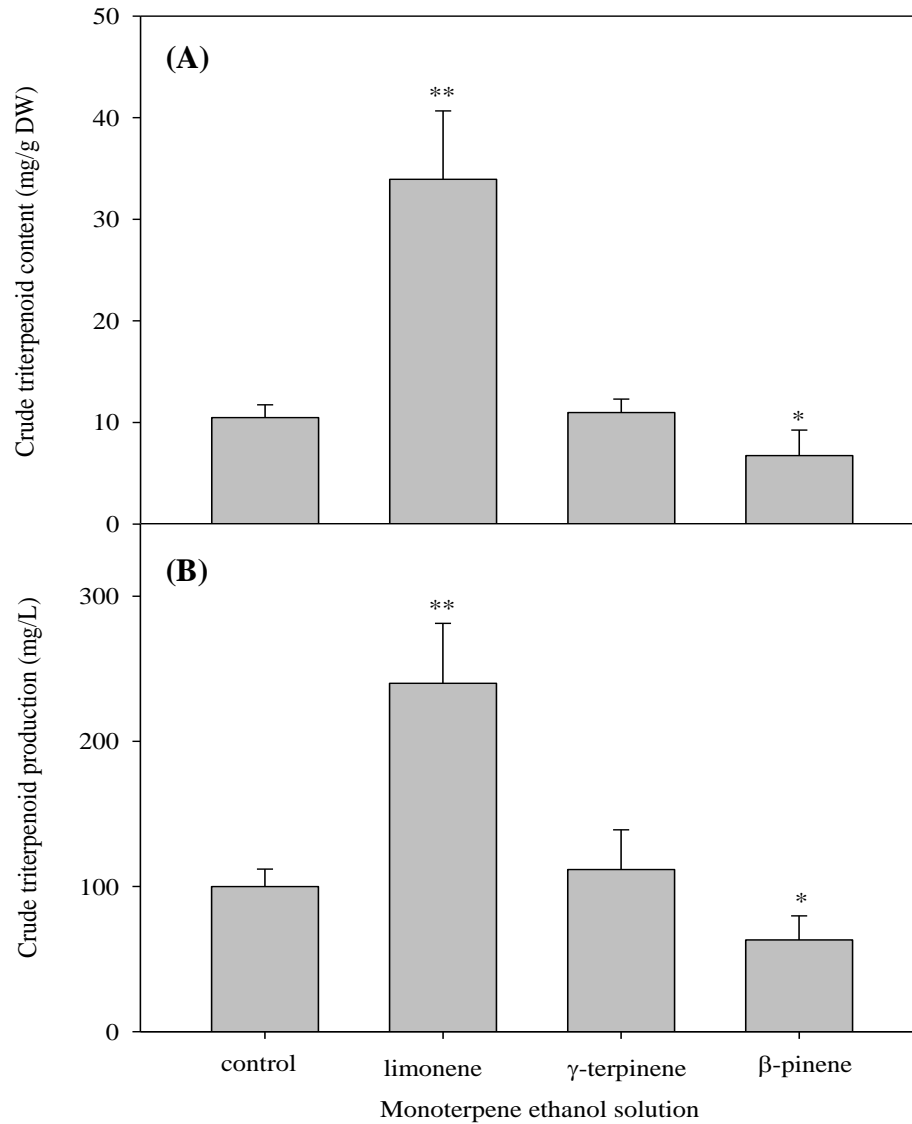 50
(A)
**
40
30
20
10
*
0
Crude triterpenoid content (mg/g DW)
(B)
300
**
200
100
*
0
Crude triterpenoid production (mg/L)
control limonene γ-terpinene β-pinene
Monoterpene ethanol solution